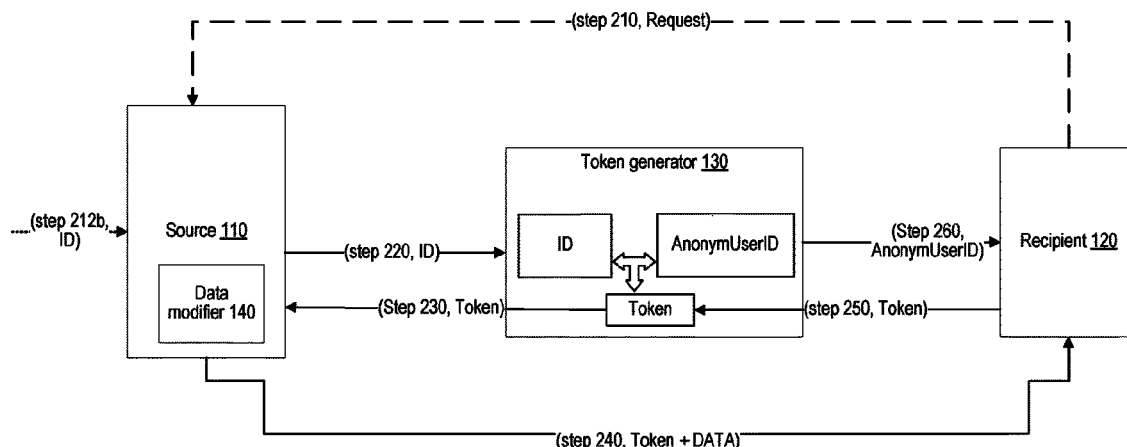 (step 210, Request)
Token generator 130
(step 212b,
ID)
Source 110
ID
AnonymUserID
(Step 260,
AnonymUserID)
Recipient 120
(step 220, ID)
Data
modifier 140
(Step 230, Token)
Token
(step 250, Token)
(step 240, Token + DATA)